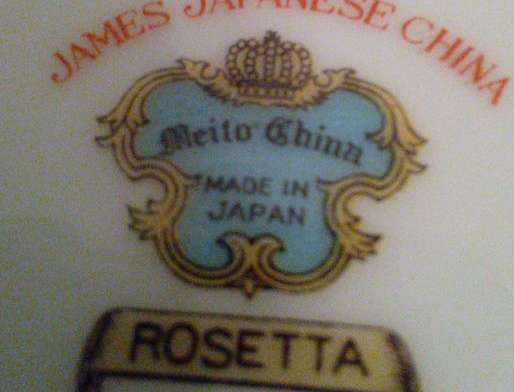 JAMES JAPANESE CHINA
Meito China
MADE IN
JAPAN
ROSETTA